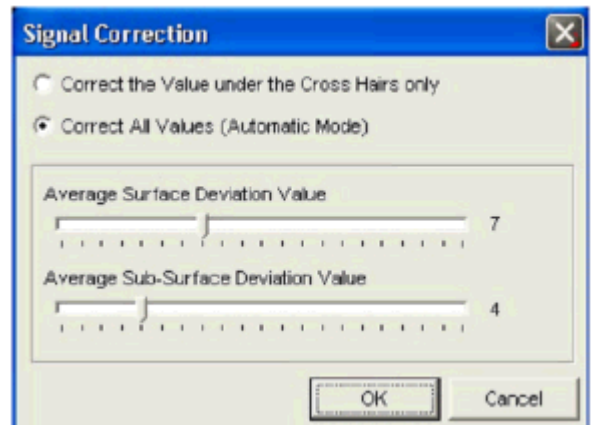 Signal Correction
Correct the Value under the Cross Hairs only
Correct All Values (Automatic Mode)
Average Surface Deviation Value
7
Average Sub-Surface Deviation Value
4
OK Cancel